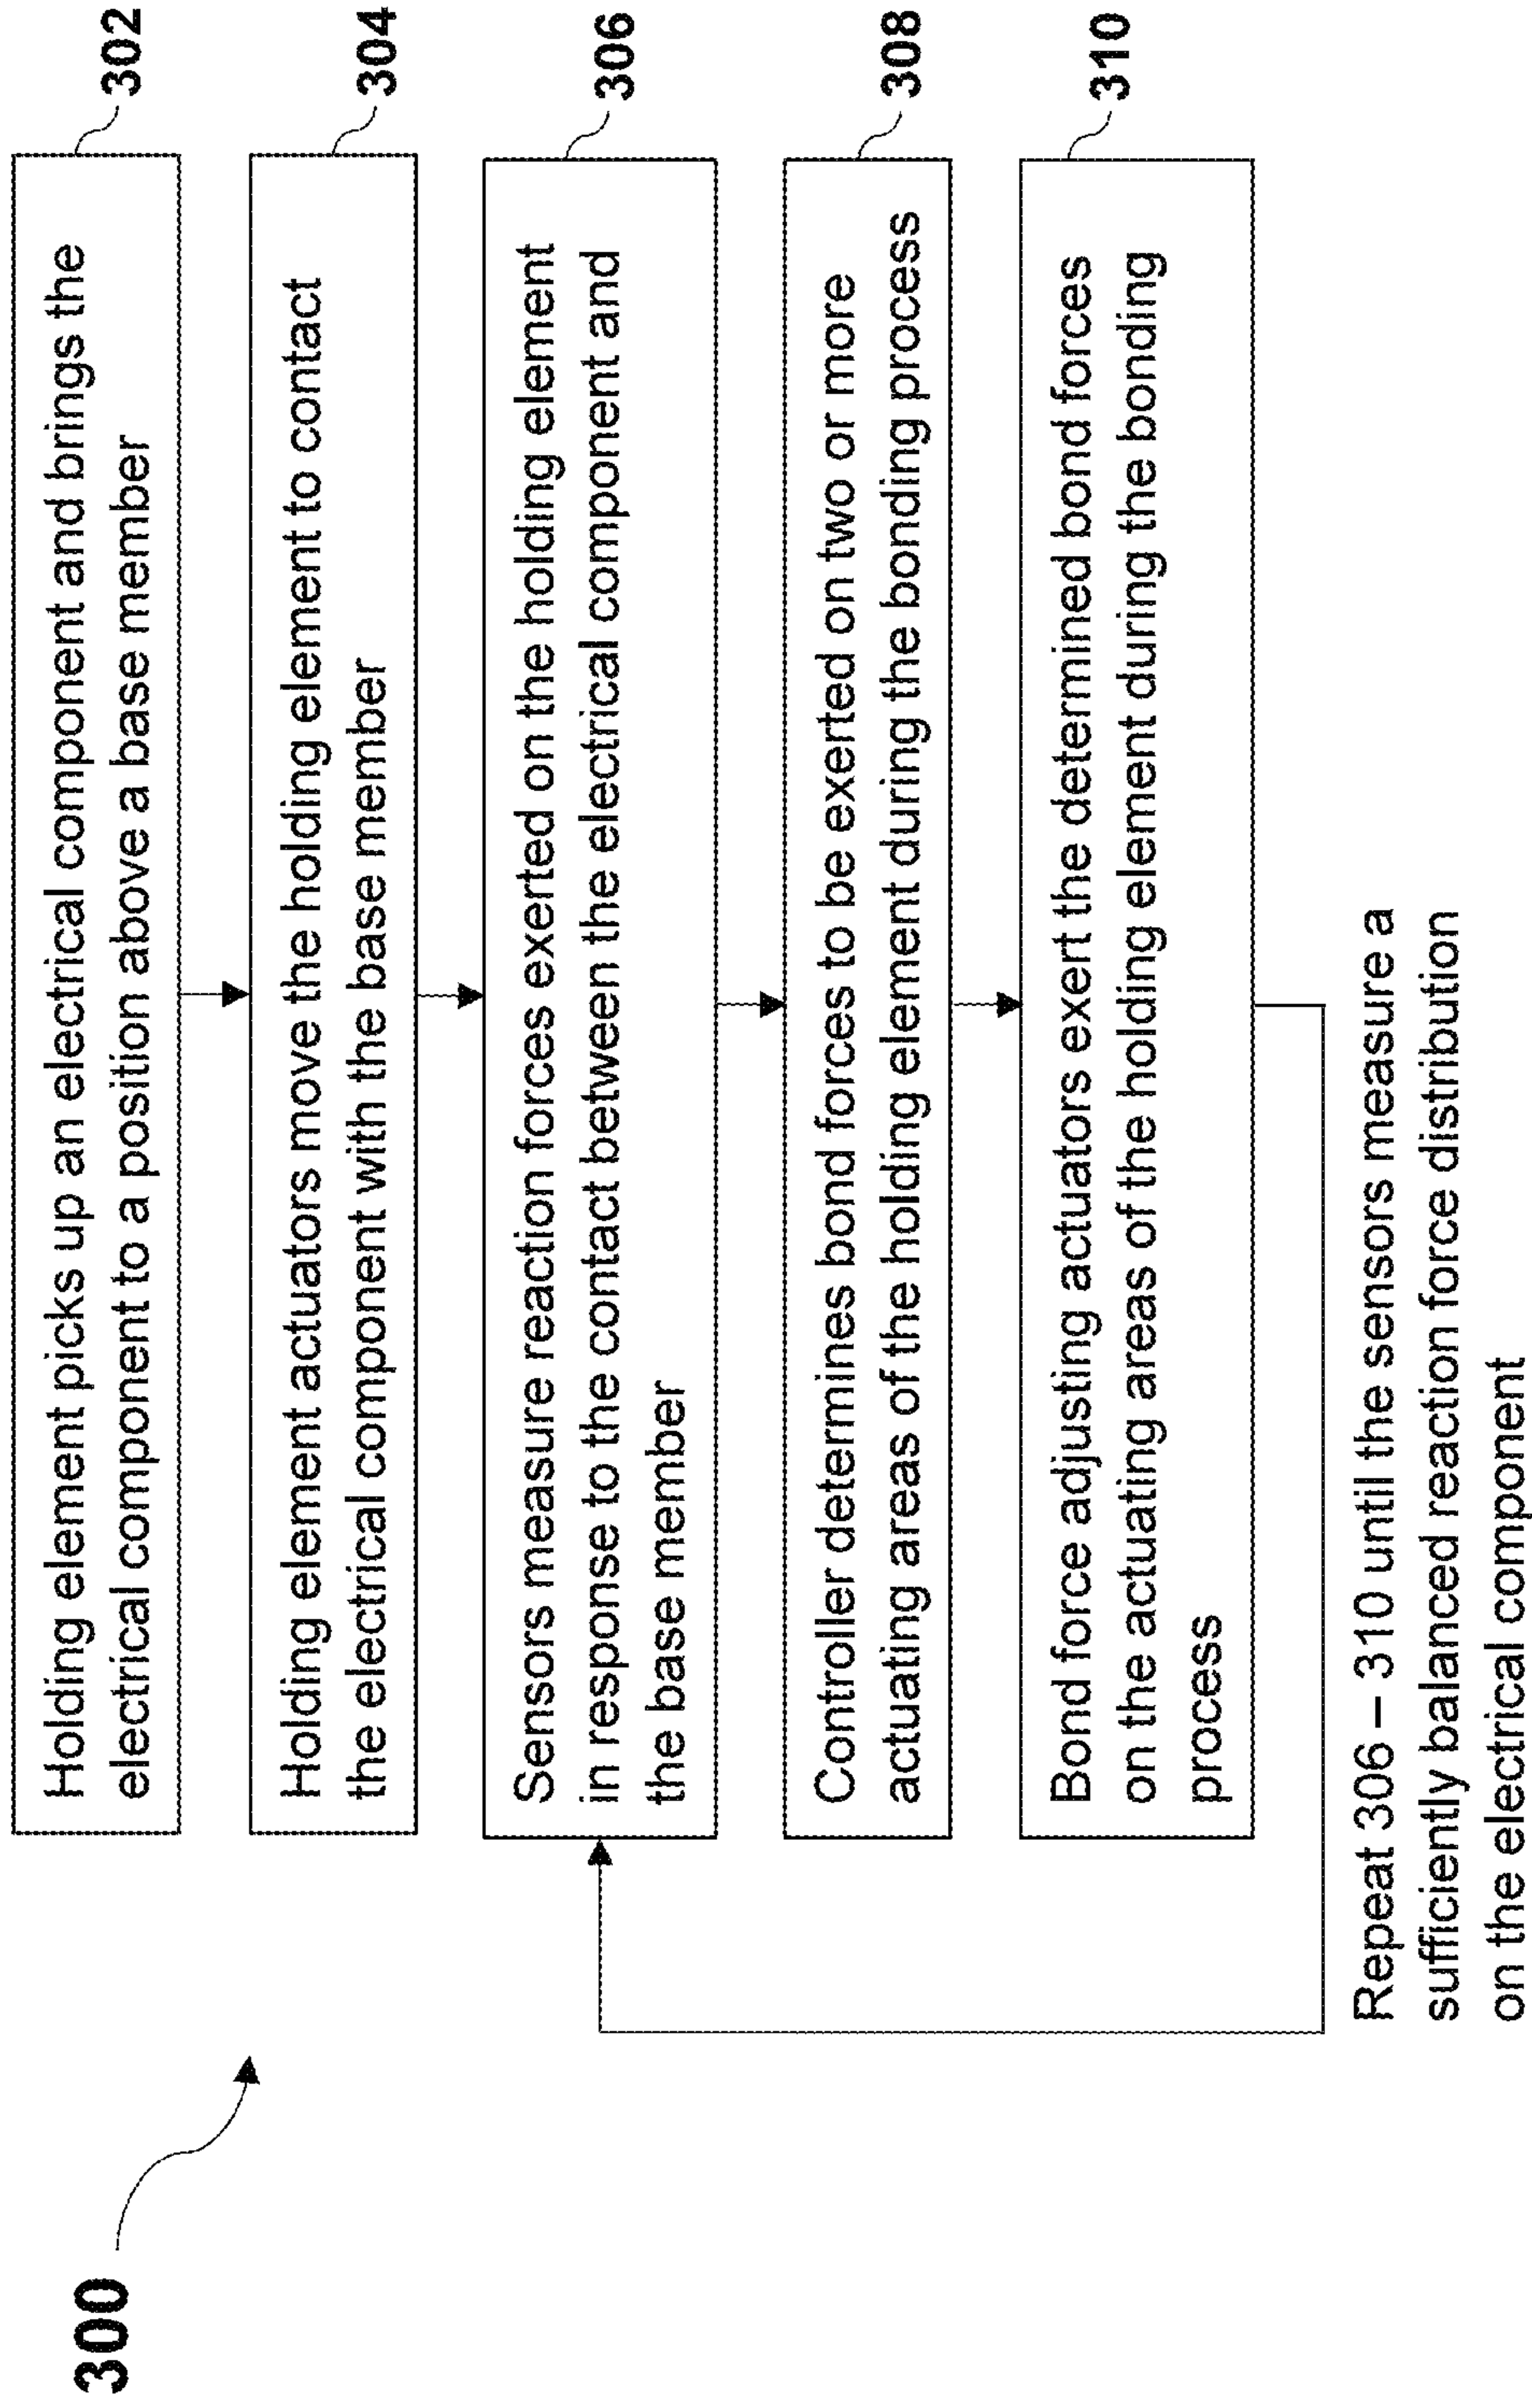 300
Holding element picks up an electrical component and brings the
electrical component to a position above a base member
302
Holding element actuators move the holding element to contact
the electrical component with the base member
304
Sensors measure reaction forces exerted on the holding element
in response to the contact between the electrical component and
the base member
306
Controller determines bond forces to be exerted on two or more
actuating areas of the holding element during the bonding process
308
Bond force adjusting actuators exert the determined bond forces
on the actuating areas of the holding element during the bonding
process
310
Repeat 306 – 310 until the sensors measure a
sufficiently balanced reaction force distribution
on the electrical component